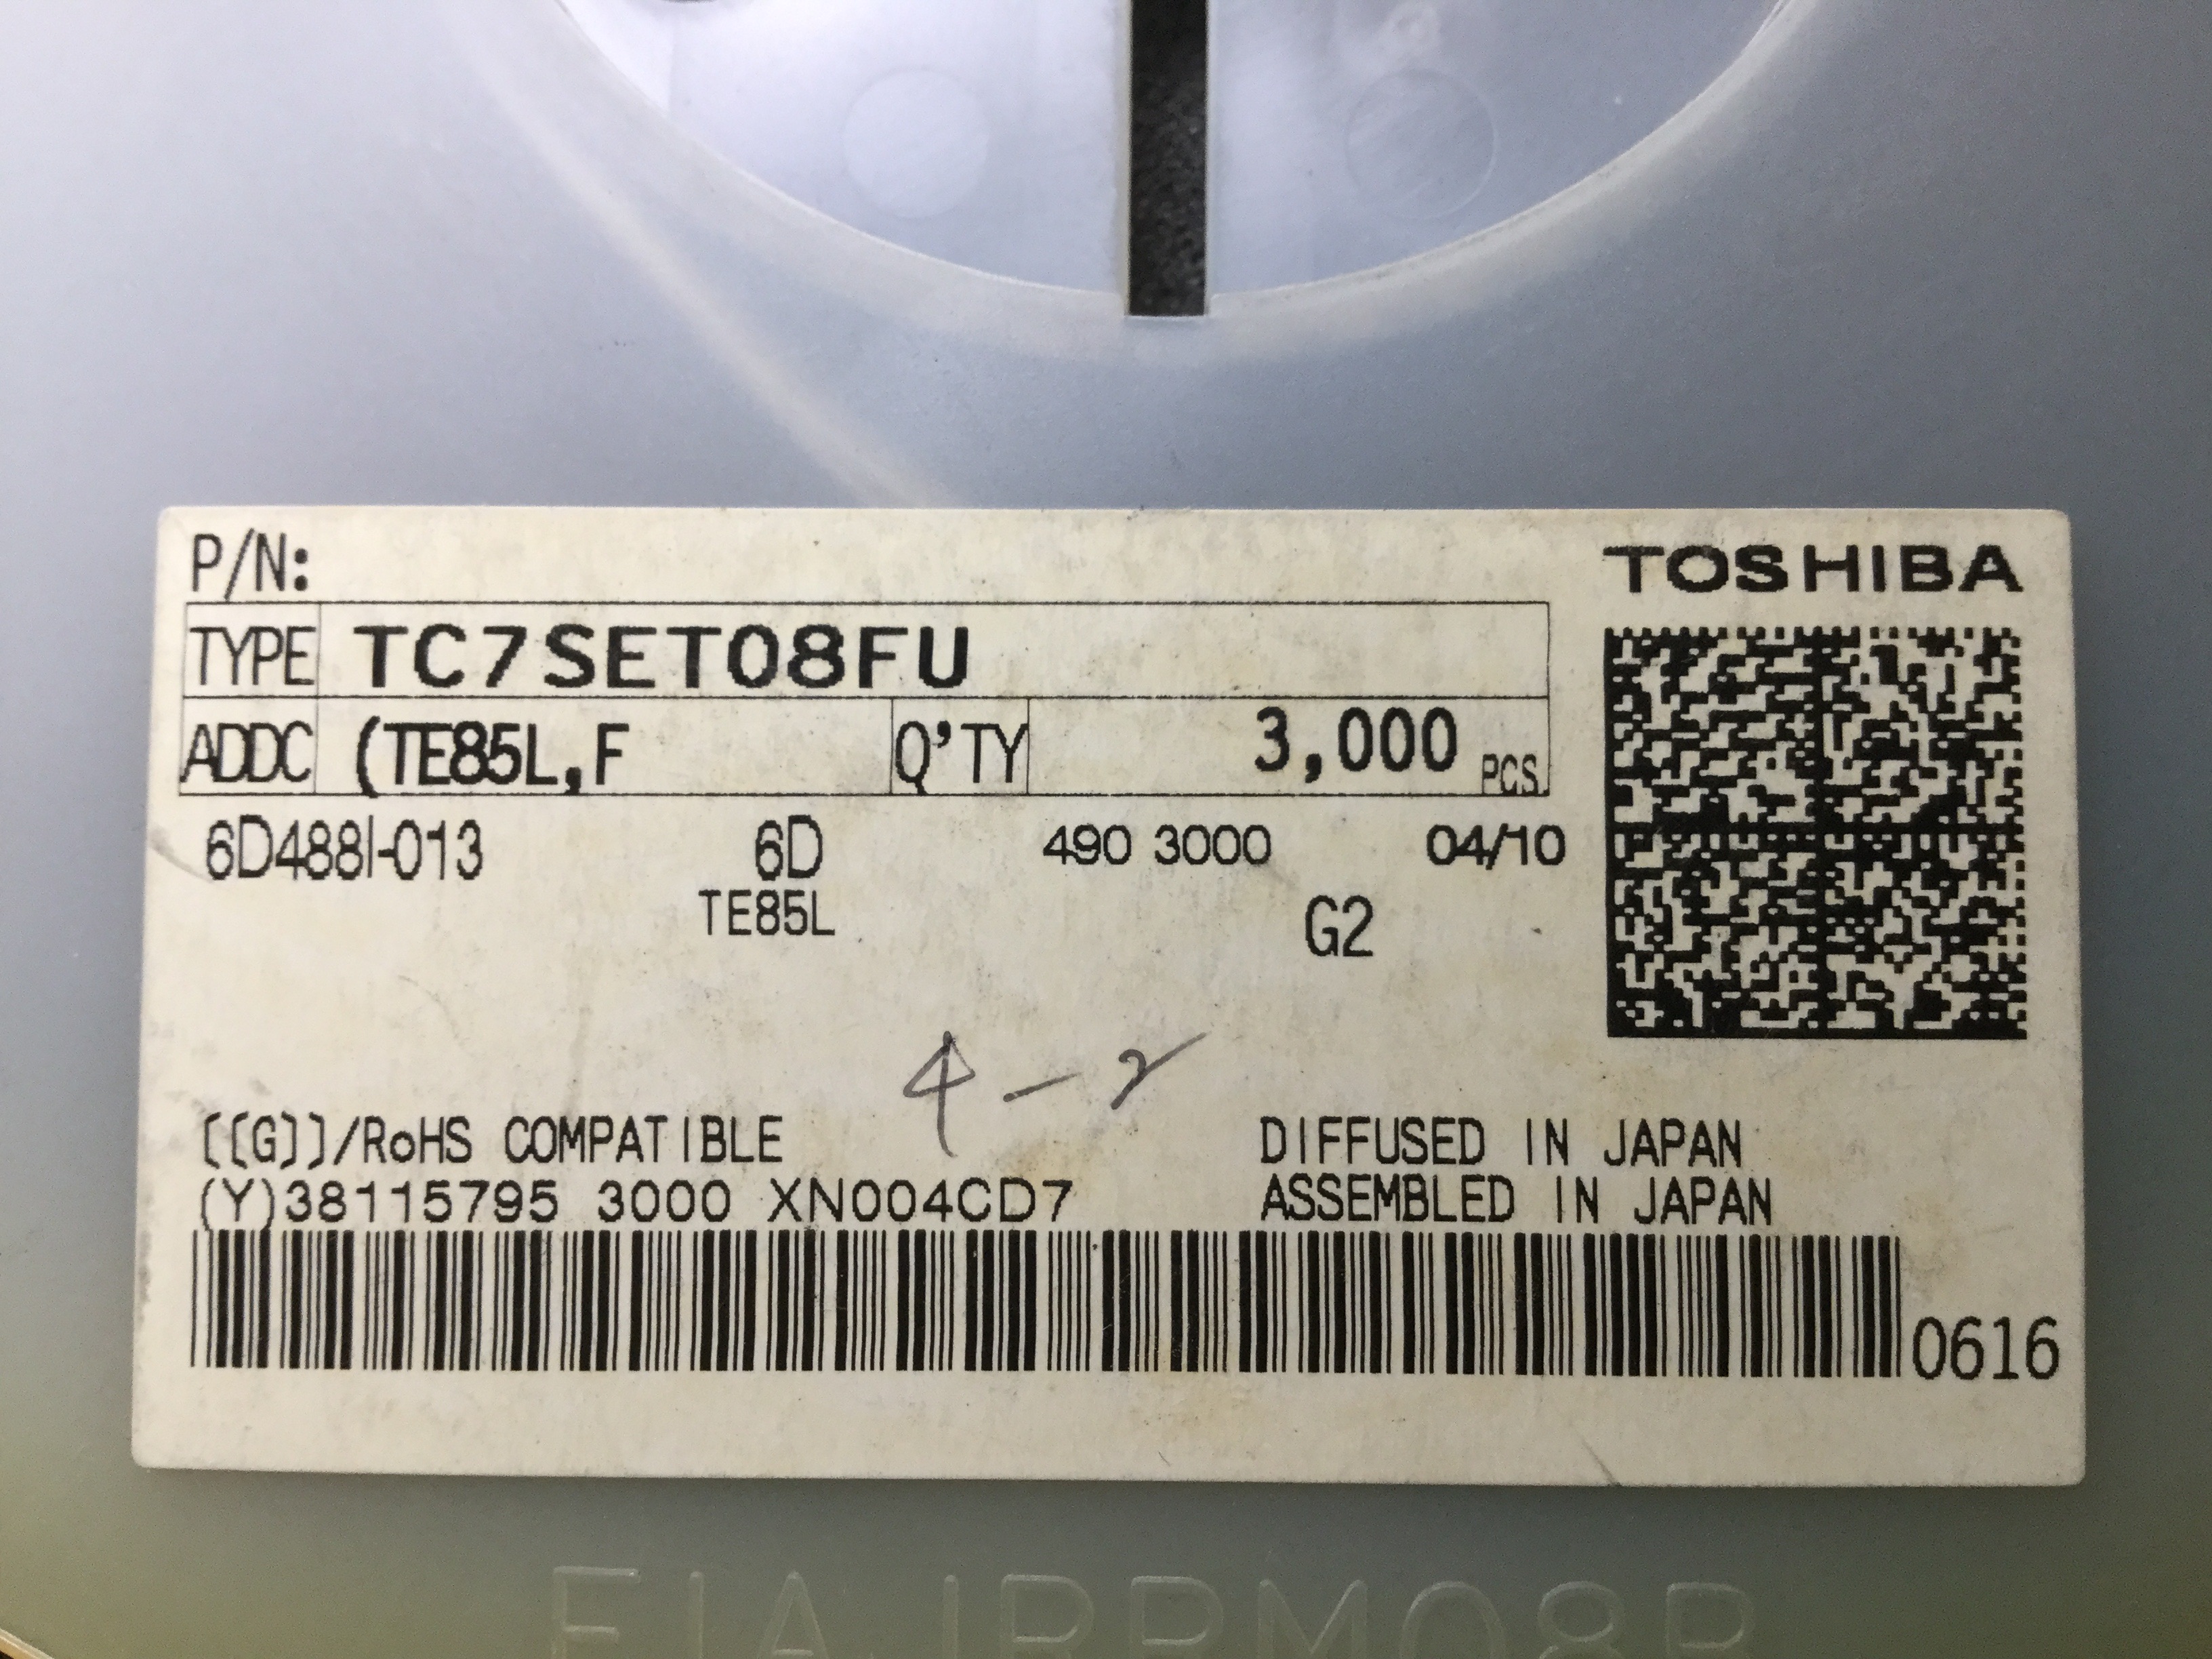 P/N:
TOSHIBA
TYPE TC7SET08FU
ADDC (TE85L,F Q'TY 3,000 PCS.
6D488I-013 6D 490 3000 04/10
TE85L G2
4-2
[[G]]/RoHS COMPATIBLE DIFFUSED IN JAPAN
(Y)38115795 3000 XN004CD7 ASSEMBLED IN JAPAN
0616